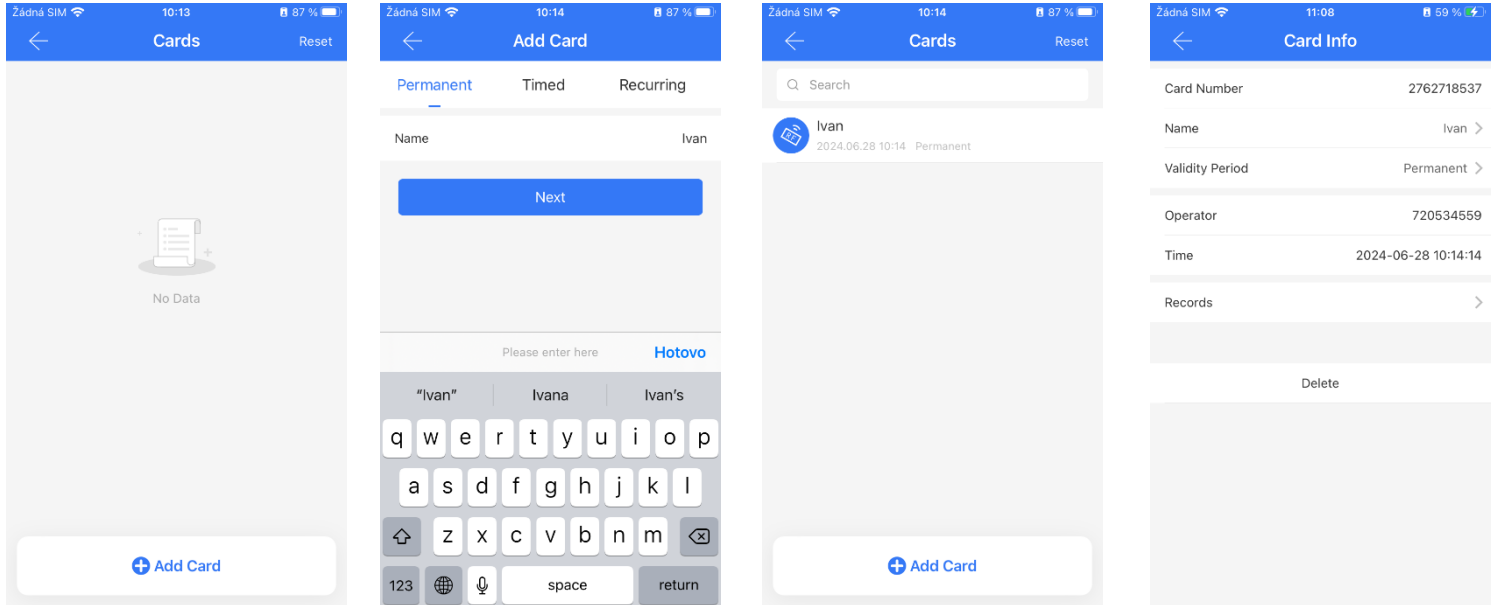 Žádná SIM 10:13 87 %
Cards Reset
No Data
Add Card
Žádná SIM 10:14 87 %
Add Card
Permanent Timed Recurring
Name Ivan
Next
Please enter here Hotovo
"Ivan" Ivana Ivan's
q w e r t y u i o p
a s d f g h j k l
z x c v b n m
123 space return
Žádná SIM 10:14 87 %
Cards Reset
Search
RF
Ivan
2024.06.28 10:14 Permanent
Add Card
Žádná SIM 11:08 59 %
Card Info
Card Number 2762718537
Name Ivan
Validity Period Permanent
Operator 720534559
Time 2024-06-28 10:14:14
Records
Delete